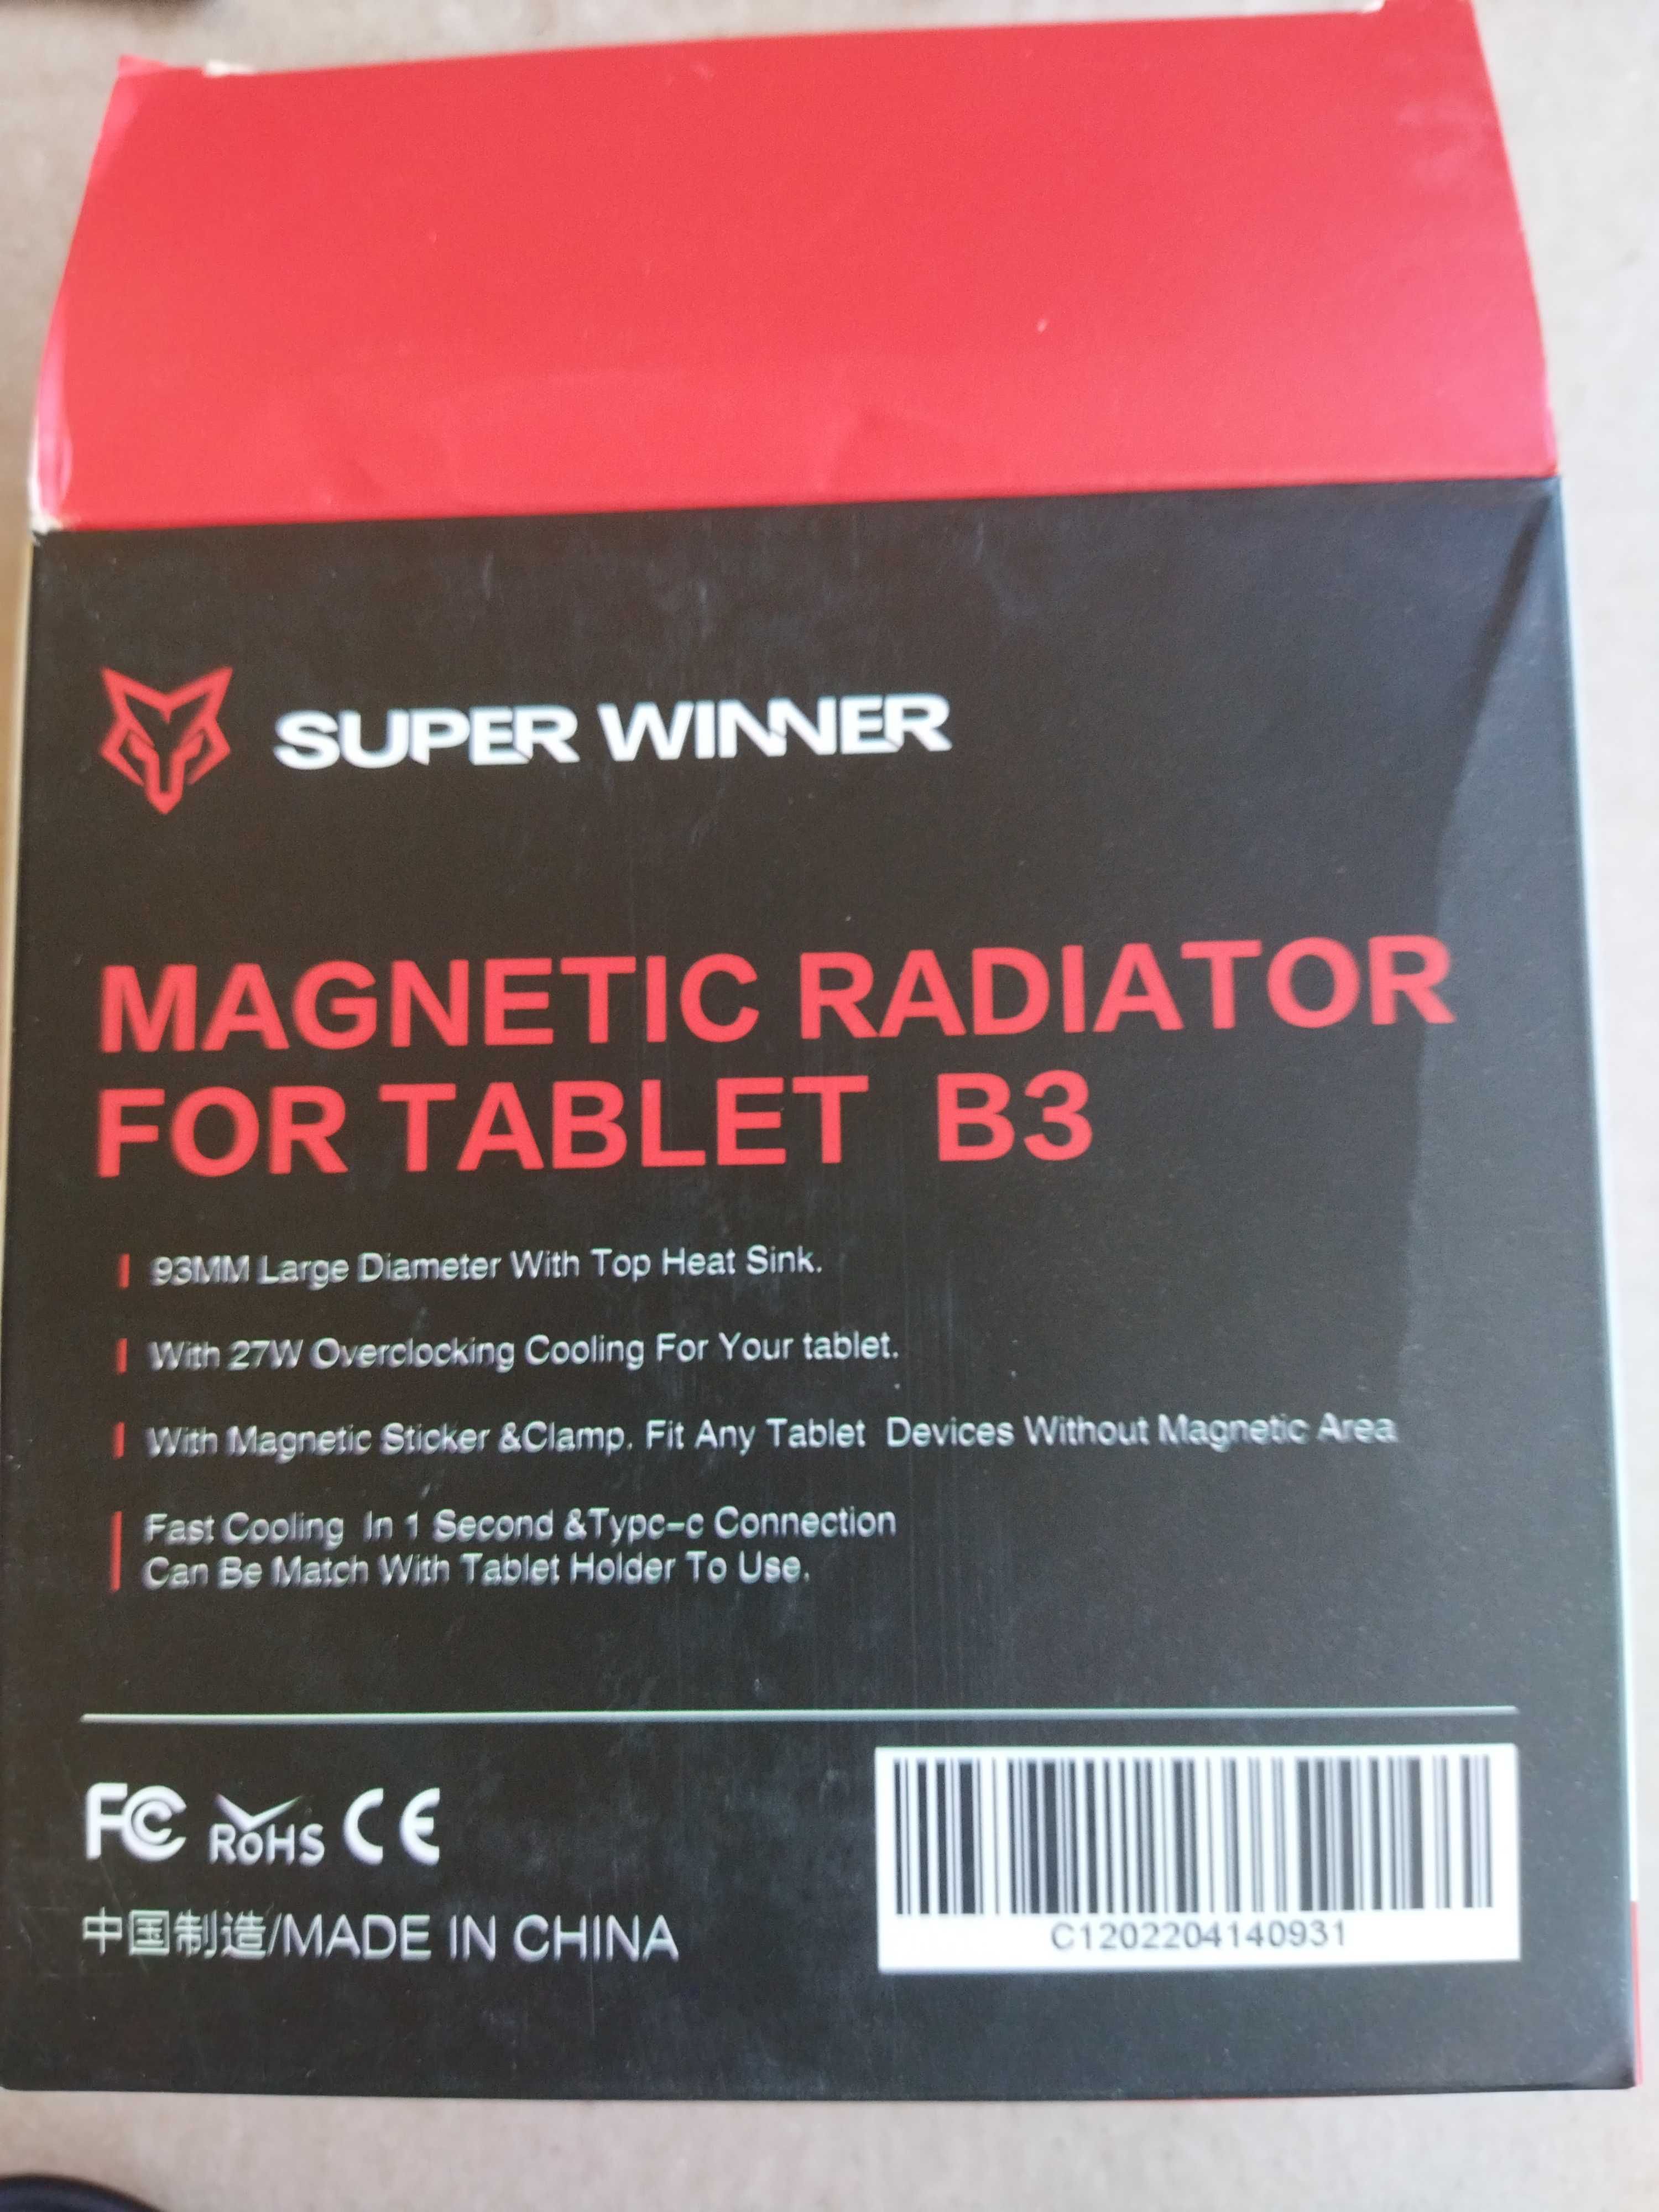 SUPER WINNER
MAGNETIC RADIATOR
FOR TABLET B3
93MM Large Diameter With Top Heat Sink.
With 27W Overclocking Cooling For Your tablet.
With Magnetic Sticker &Clamp. Fit Any Tablet Devices Without Magnetic Area
Fast Cooling In 1 Second &Typc-c Connection
Can Be Match With Tablet Holder To Use.
FC RoHS CE
中国制造/MADE IN CHINA
C1202204140931